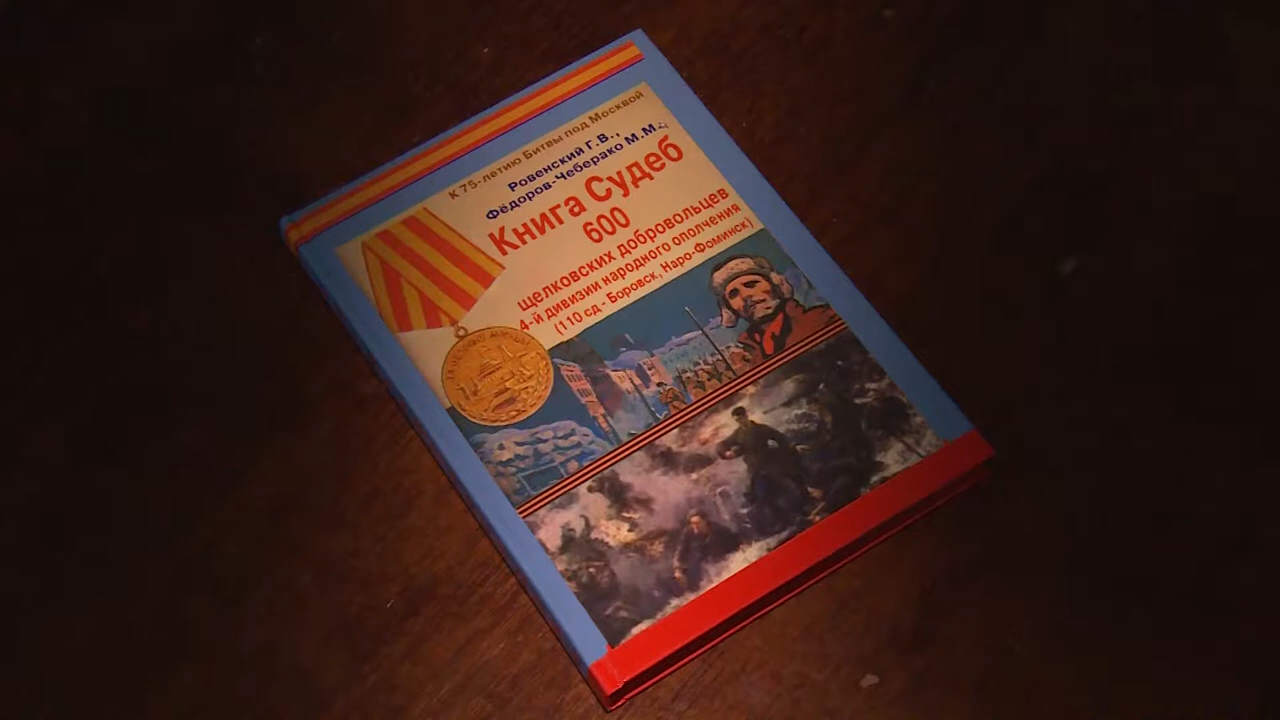 К 75-летию Битвы под Москвой
Ровенский Г.В.,
Фёдоров-Чеберако М.М.
Книга Судеб
600
щелковских добровольцев
4-й дивизии народного ополчения
(110 сд - Боровск, Наро-Фоминск)